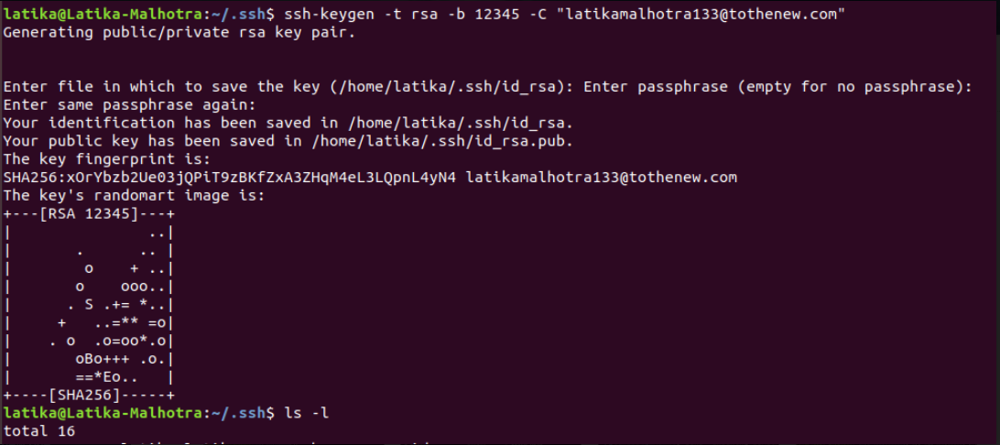 latika@Latika-Malhotra:~/.ssh$ ssh-keygen -t rsa -b 12345 -C "latikamalhotra133@tothenew.com"
Generating public/private rsa key pair.
Enter file in which to save the key (/home/latika/.ssh/id_rsa): Enter passphrase (empty for no passphrase):
Enter same passphrase again:
Your identification has been saved in /home/latika/.ssh/id_rsa.
Your public key has been saved in /home/latika/.ssh/id_rsa.pub.
The key fingerprint is:
SHA256:xOrYbzb2Ue03jQPiT9zBKfZxA3ZHqM4eL3LQpnL4yN4 latikamalhotra133@tothenew.com
The key's randomart image is:
+---[RSA 12345]---+
|               ..|
|       .      .. |
|        o    + ..|
|       o    ooo..|
|      . S .+= *..|
|     +   ..=** =o|
|    . o  .o=oo*.o|
|       oBo+++ .o.|
|       ==*Eo..   |
+----[SHA256]-----+
latika@Latika-Malhotra:~/.ssh$ ls -l
total 16